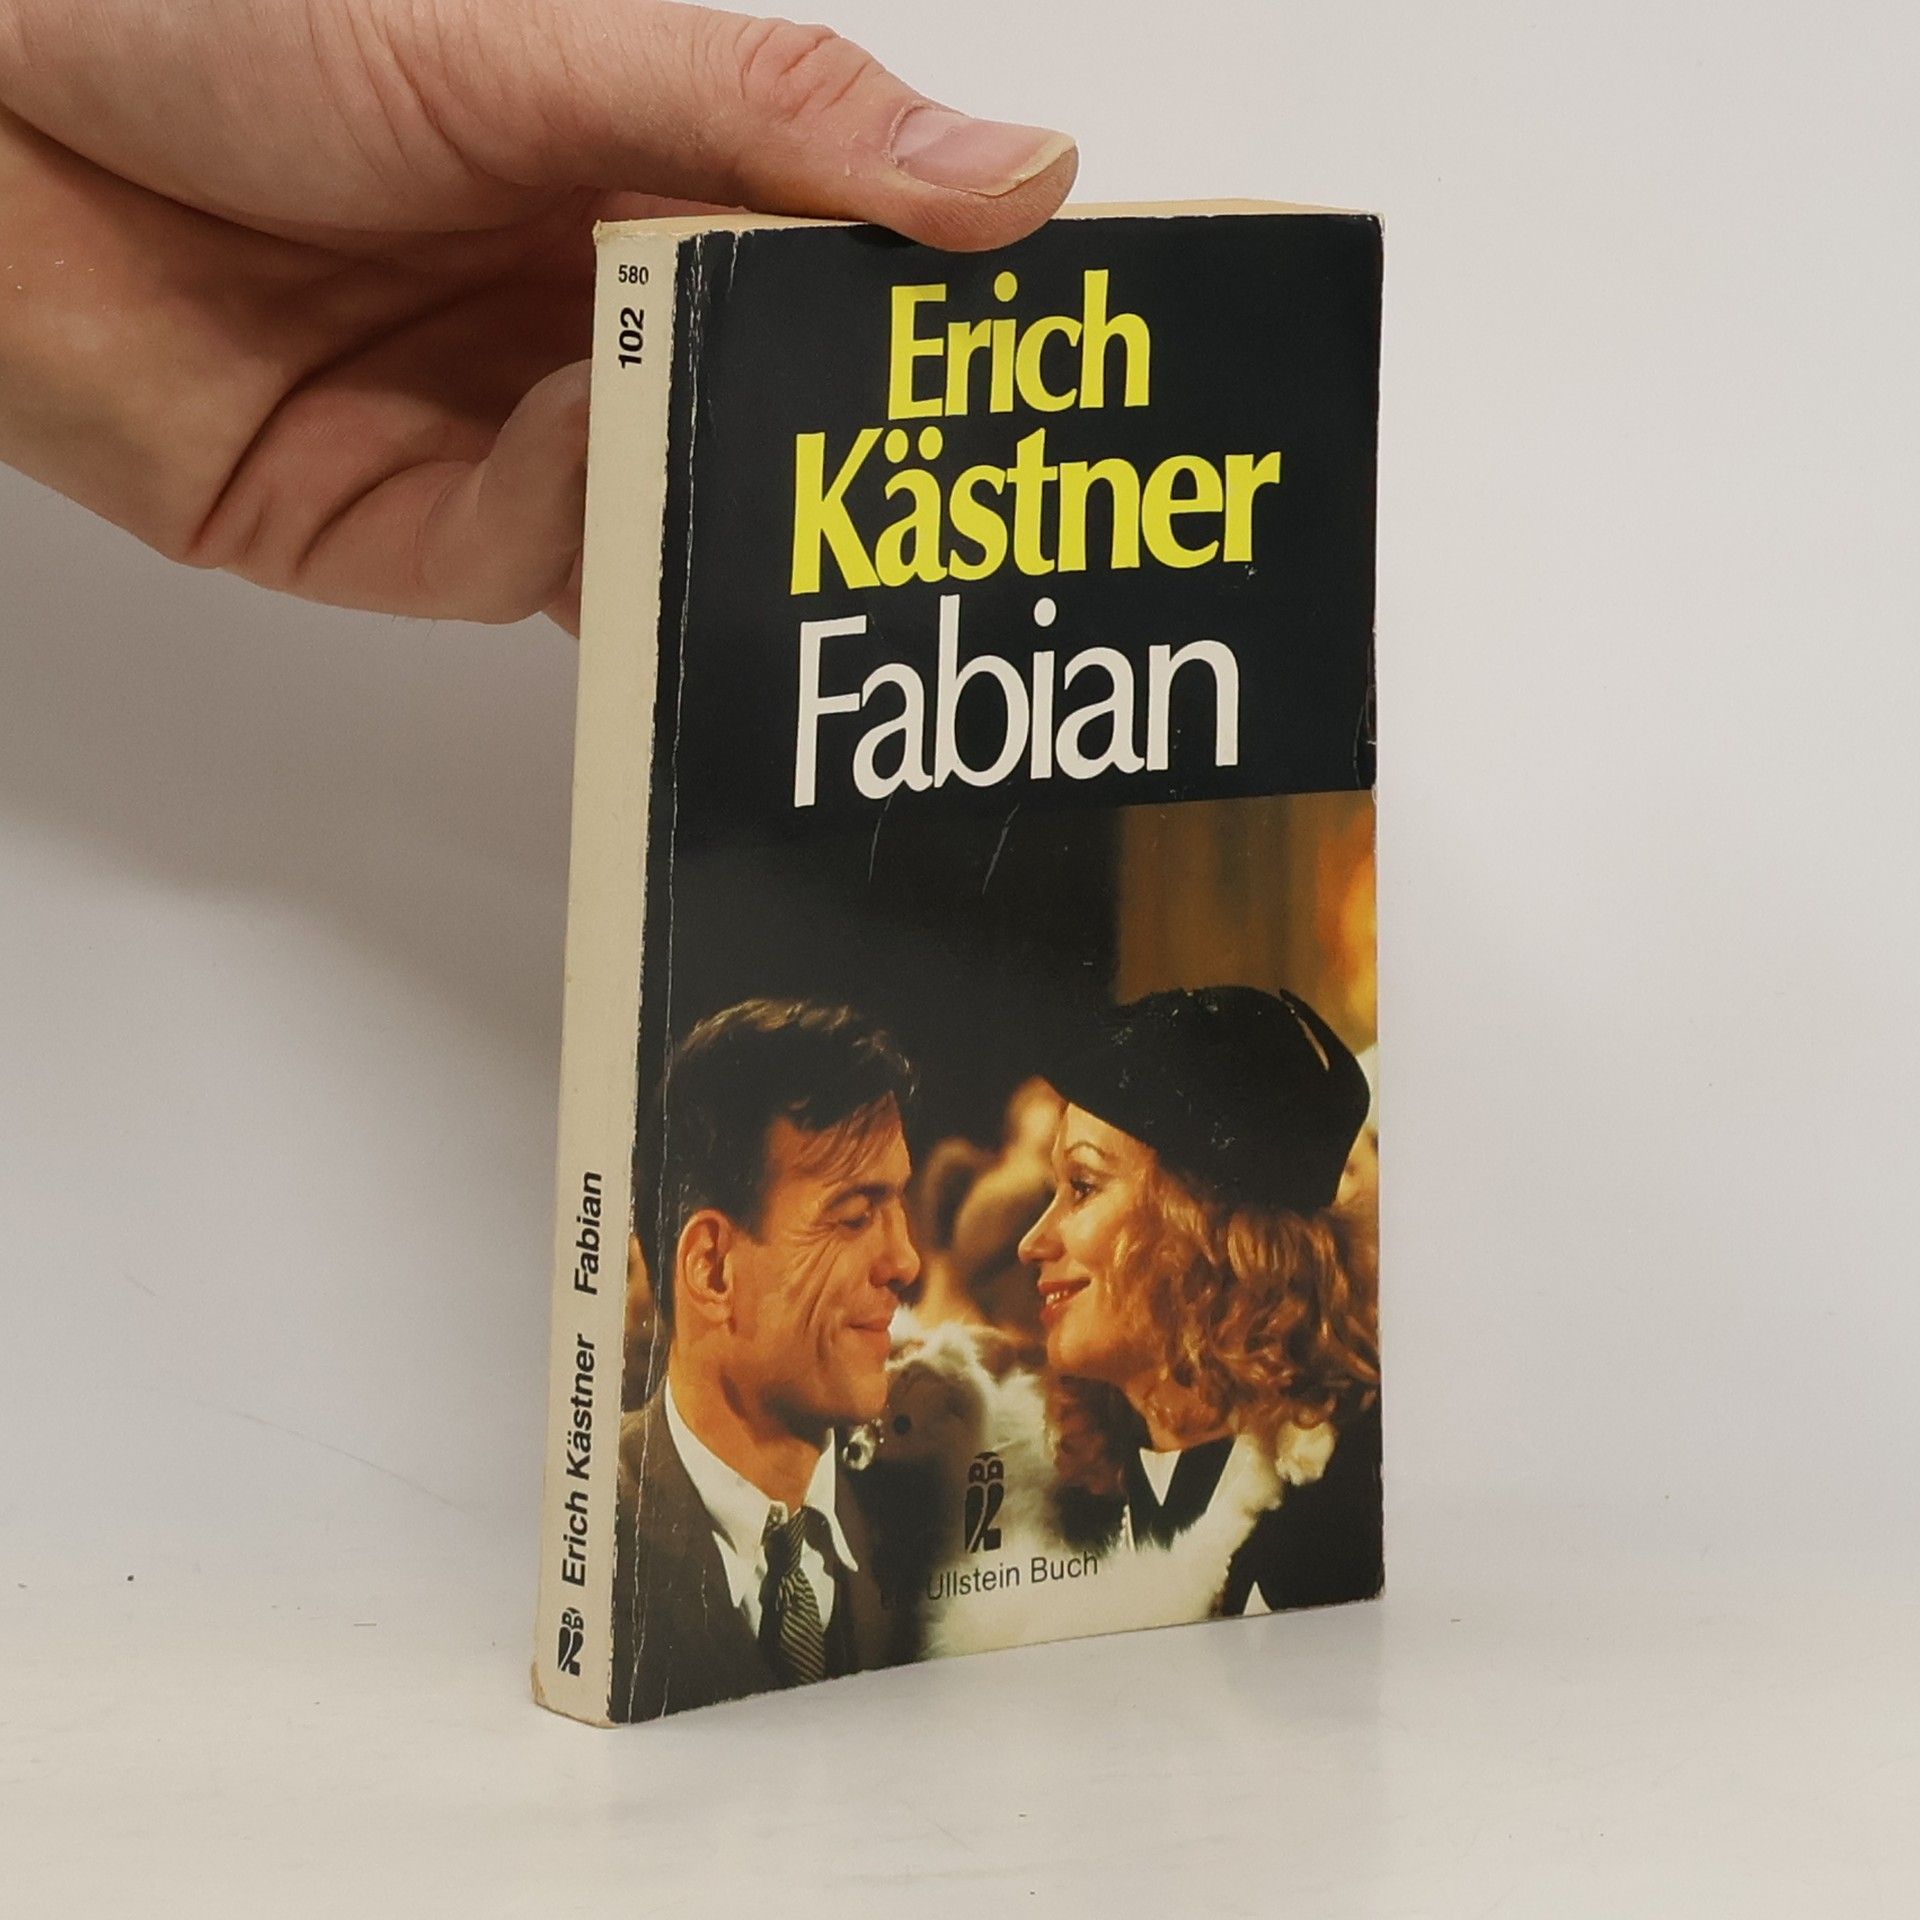 580
102
Erich Kästner Fabian
Erich
Kästner
Fabian
Ullstein Buch